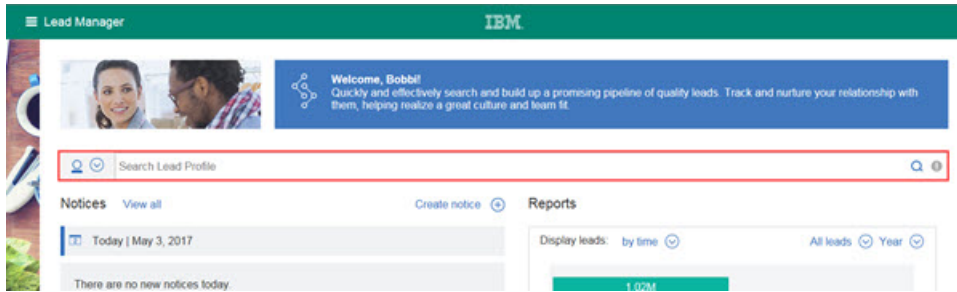 Lead Manager
IBM
Welcome, Bobbi!
Quickly and effectively search and build up a promising pipeline of quality leads. Track and nurture your relationship with
them, helping realize a great culture and team fit.
Search Lead Profile
Notices View all Create notice
Reports
Today | May 3, 2017
Display leads: by time All leads Year
There are no new notices today.
1.02M